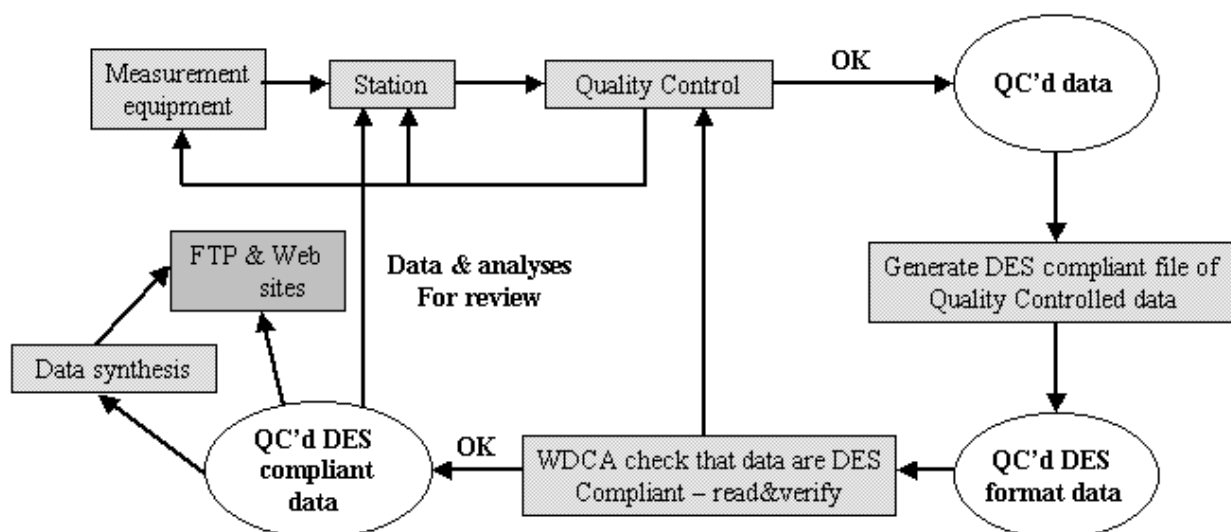 Measurement
equipment
Station
Quality Control
OK
QC’d data
FTP & Web
sites
Data & analyses
For review
Generate DES compliant file of
Quality Controlled data
Data synthesis
QC’d DES
compliant
data
OK
WDCA check that data are DES
Compliant – read&verify
QC’d DES
format data